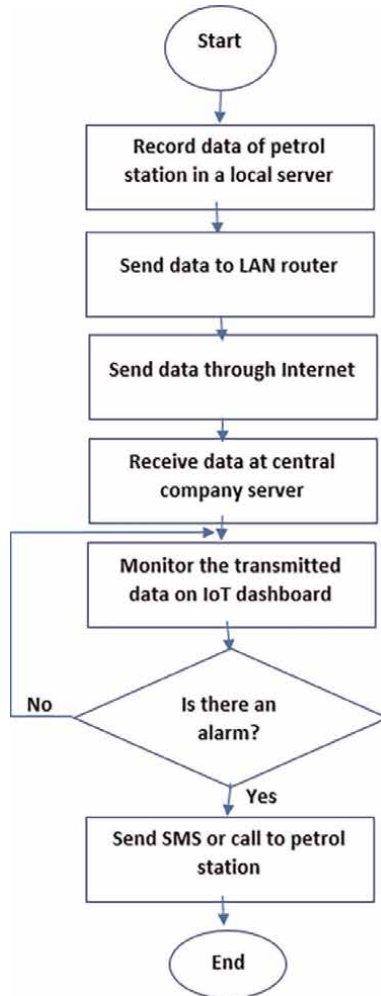 Start
Record data of petrol
station in a local server
Send data to LAN router
Send data through Internet
Receive data at central
company server
Monitor the transmitted
data on IoT dashboard
Is there an
alarm?
No
Yes
Send SMS or call to petrol
station
End